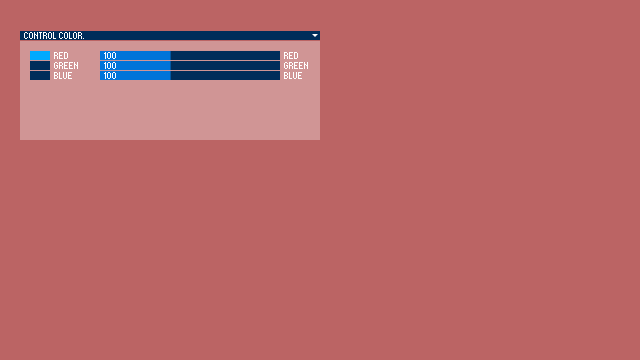 CONTROL COLOR.
RED 100 RED
GREEN 100 GREEN
BLUE 100 BLUE